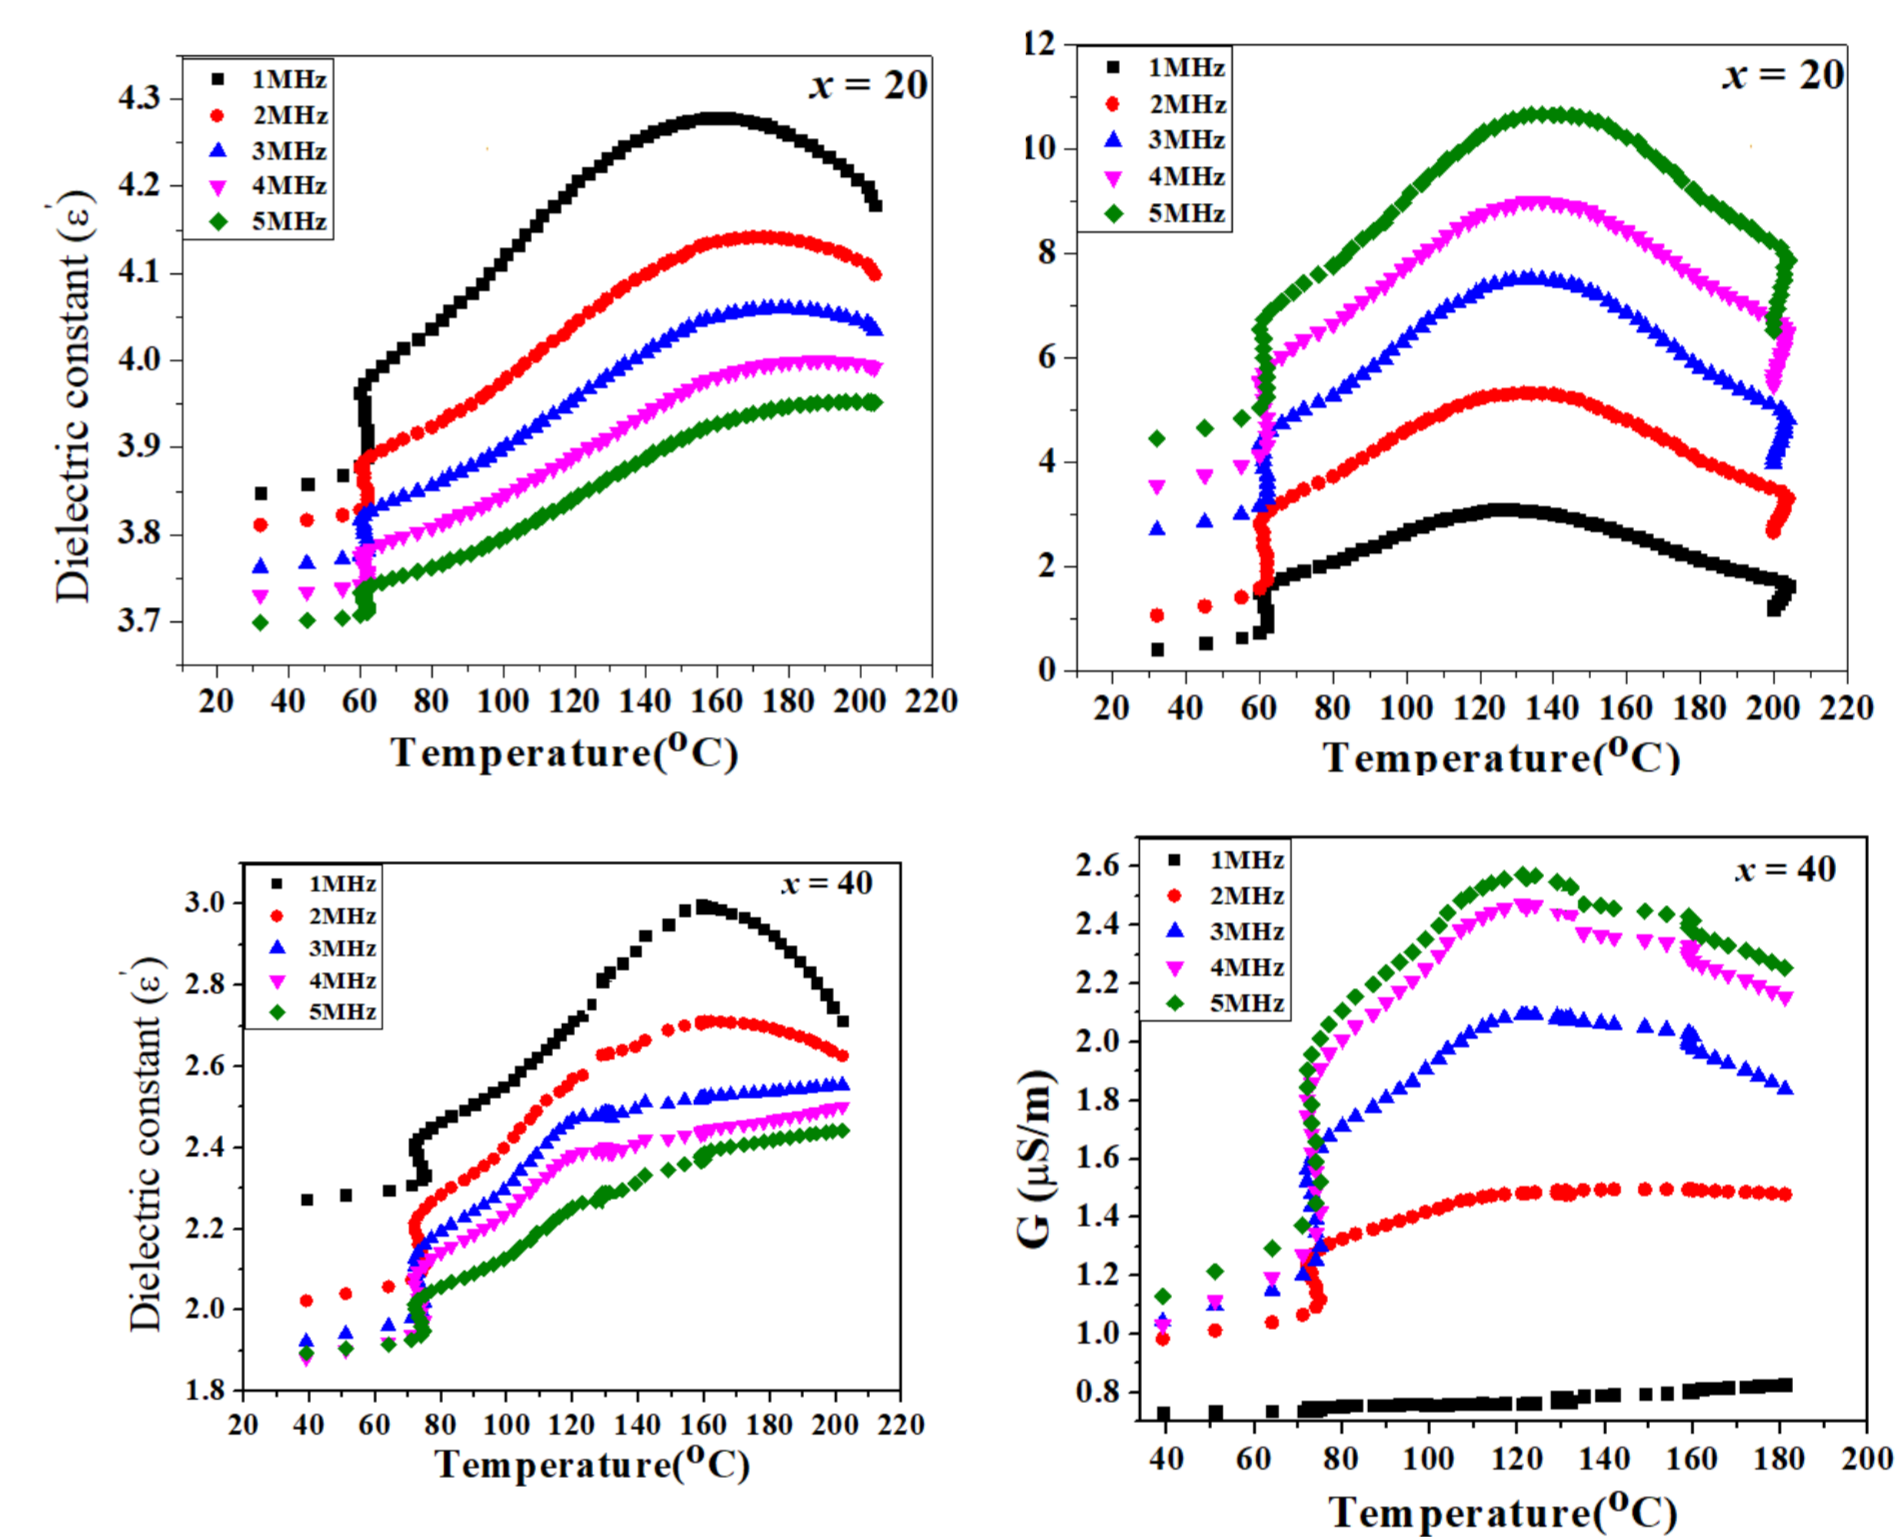 x = 20
1MHz
2MHz
3MHz
4MHz
5MHz
4.3
4.2
4.1
4.0
3.9
3.8
3.7
Dielectric constant (ε')
20 40 60 80 100 120 140 160 180 200 220
Temperature(°C)
x = 20
1MHz
2MHz
3MHz
4MHz
5MHz
12
10
8
6
4
2
0
20 40 60 80 100 120 140 160 180 200 220
Temperature(°C)
x = 40
1MHz
2MHz
3MHz
4MHz
5MHz
3.0
2.8
2.6
2.4
2.2
2.0
1.8
Dielectric constant (ε')
20 40 60 80 100 120 140 160 180 200 220
Temperature(°C)
x = 40
1MHz
2MHz
3MHz
4MHz
5MHz
2.6
2.4
2.2
2.0
1.8
1.6
1.4
1.2
1.0
0.8
G (μS/m)
40 60 80 100 120 140 160 180 200
Temperature(°C)